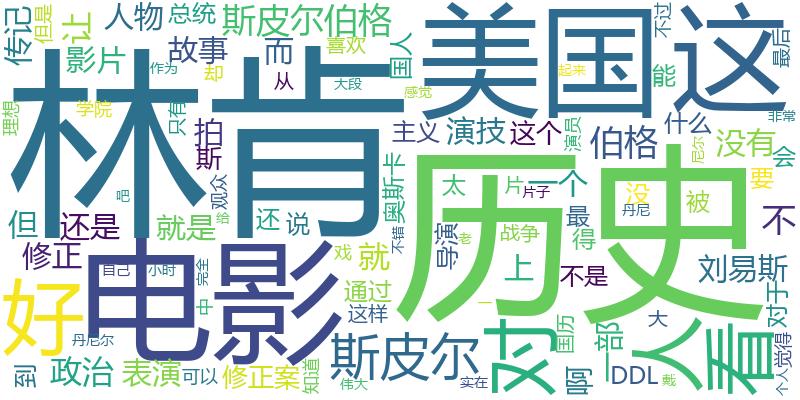 传记
但是
让
人物
总统
斯皮尔伯格
美国
这
不过
最后
影片
故事
而
喜欢
国人
作为
却
从
大段
感觉
起来
能
理想
学院
只有
拍
林肯
主义
演技
这个
演员
伯格
什么
没有
非常
会
斯
观众
奥斯卡
历史
太
片
片子
一个
尼尔
没
要
但
还是
吧
就是
给
还
说
不错
老
导演
战争
最
得
丹尼
被
不
修正
电影
自己
小时
完全
戏
就
上
不是
刘易斯
对于
好
中
通过
这样
一
国历
大
丹尼尔
斯皮尔
对
一部
人
看
觉得
到
政治
表演
可以
修正案
知道
伟大
实在
啊
DDL
戴
个人